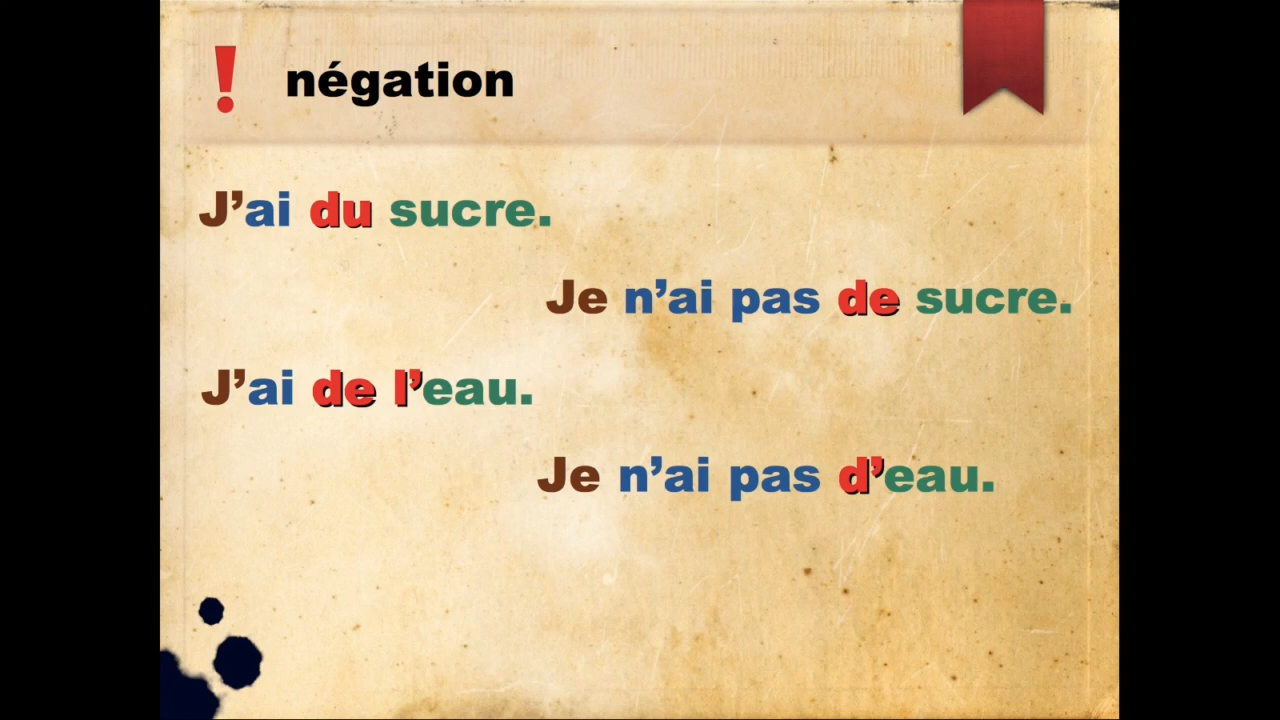 ! négation
J’ai du sucre.
Je n’ai pas de sucre.
J’ai de l’eau.
Je n’ai pas d’eau.